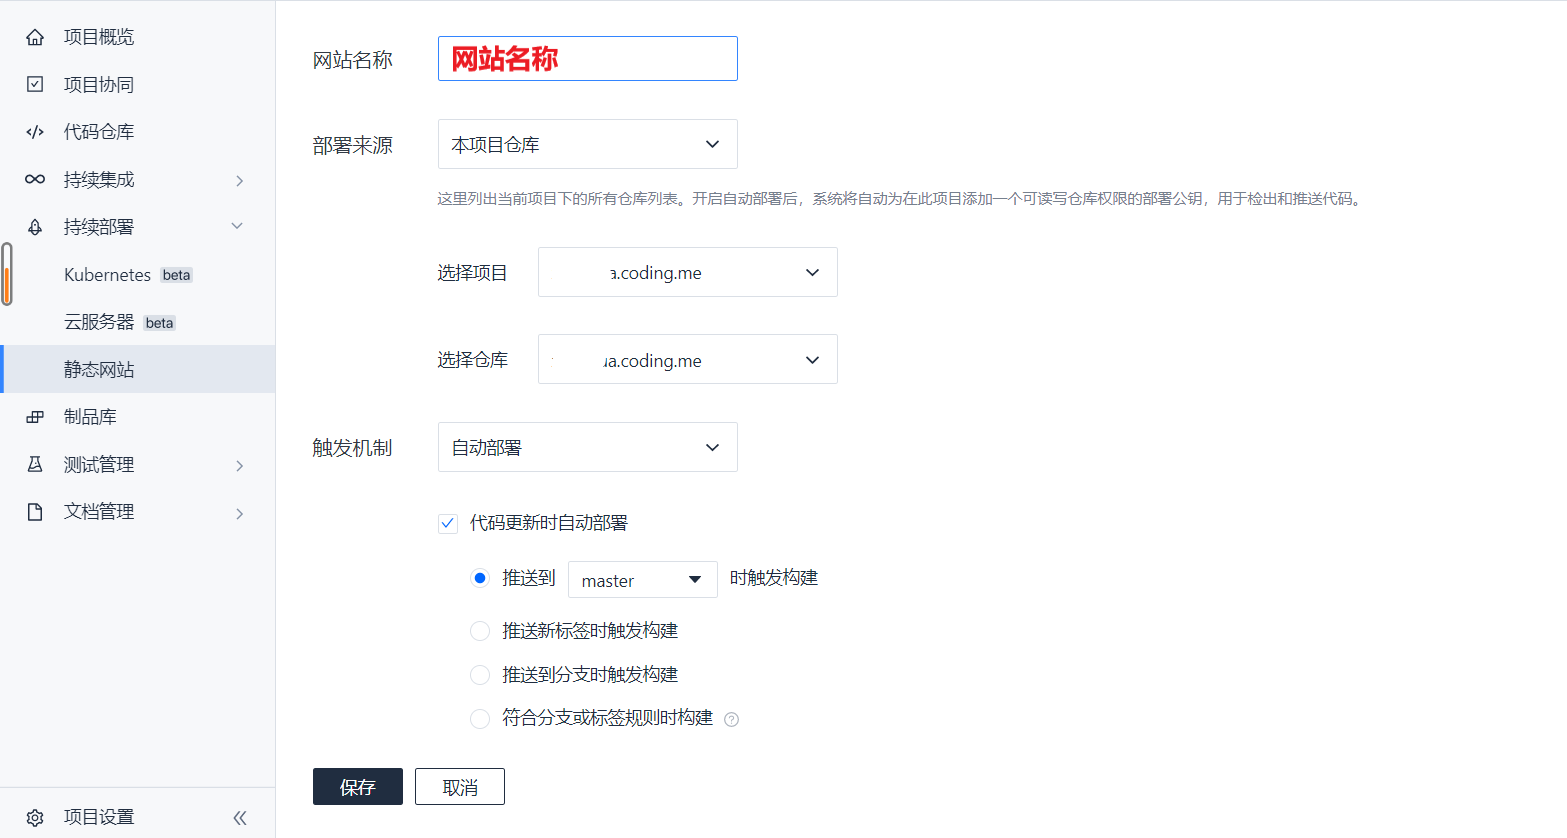 项目概览
项目协同
代码仓库
持续集成
持续部署
Kubernetes beta
云服务器 beta
静态网站
制品库
测试管理
文档管理
项目设置
网站名称 网站名称
部署来源 本项目仓库
这里列出当前项目下的所有仓库列表。开启自动部署后，系统将自动为在此项目添加一个可读写仓库权限的部署公钥，用于检出和推送代码。
选择项目 a.coding.me
选择仓库 ua.coding.me
触发机制 自动部署
代码更新时自动部署
推送到 master 时触发构建
推送新标签时触发构建
推送到分支时触发构建
符合分支或标签规则时构建 ?
保存 取消